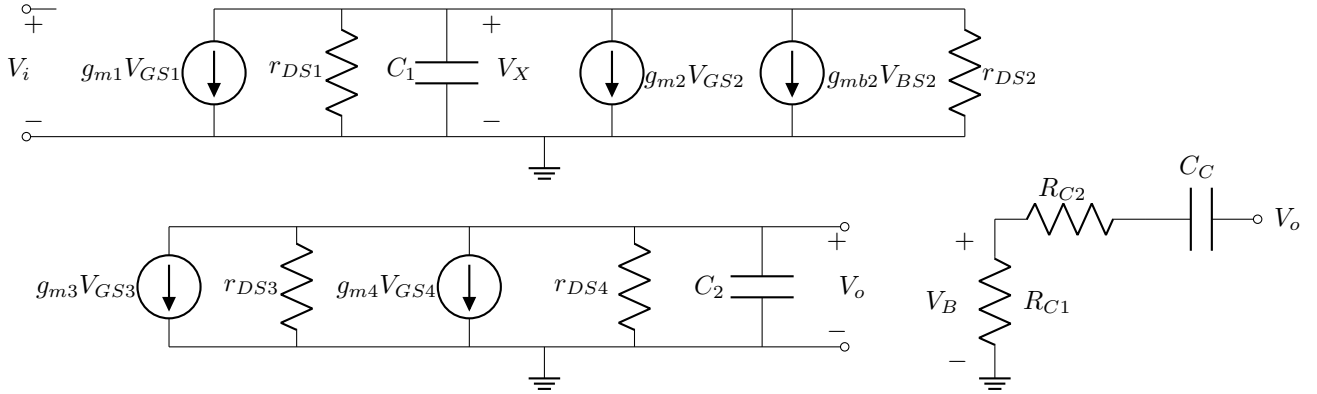 +
V_i
−
g_{m1}V_{GS1}
r_{DS1}
C_1
+
V_X
−
g_{m2}V_{GS2}
g_{mb2}V_{BS2}
r_{DS2}
g_{m3}V_{GS3}
r_{DS3}
g_{m4}V_{GS4}
r_{DS4}
C_2
+
V_o
−
+
V_B
−
R_{C1}
R_{C2}
C_C
V_o